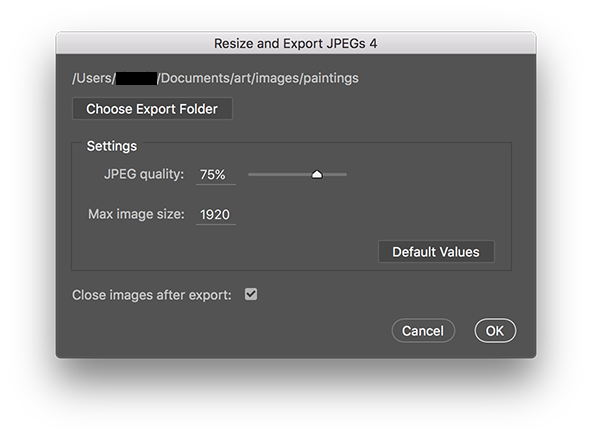 Resize and Export JPEGs 4
/Users/ /Documents/art/images/paintings
Choose Export Folder
Settings
JPEG quality: 75%
Max image size: 1920
Default Values
Close images after export:
Cancel OK